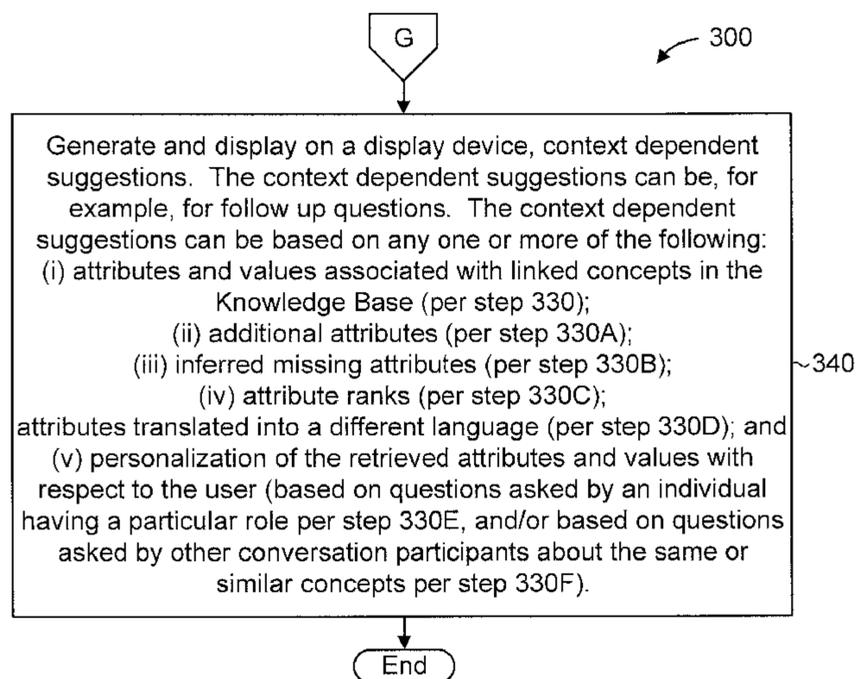 G
300
Generate and display on a display device, context dependent
suggestions. The context dependent suggestions can be, for
example, for follow up questions. The context dependent
suggestions can be based on any one or more of the following:
(i) attributes and values associated with linked concepts in the
Knowledge Base (per step 330);
(ii) additional attributes (per step 330A);
(iii) inferred missing attributes (per step 330B);
(iv) attribute ranks (per step 330C);
attributes translated into a different language (per step 330D); and
(v) personalization of the retrieved attributes and values with
respect to the user (based on questions asked by an individual
having a particular role per step 330E, and/or based on questions
asked by other conversation participants about the same or
similar concepts per step 330F).
340
End